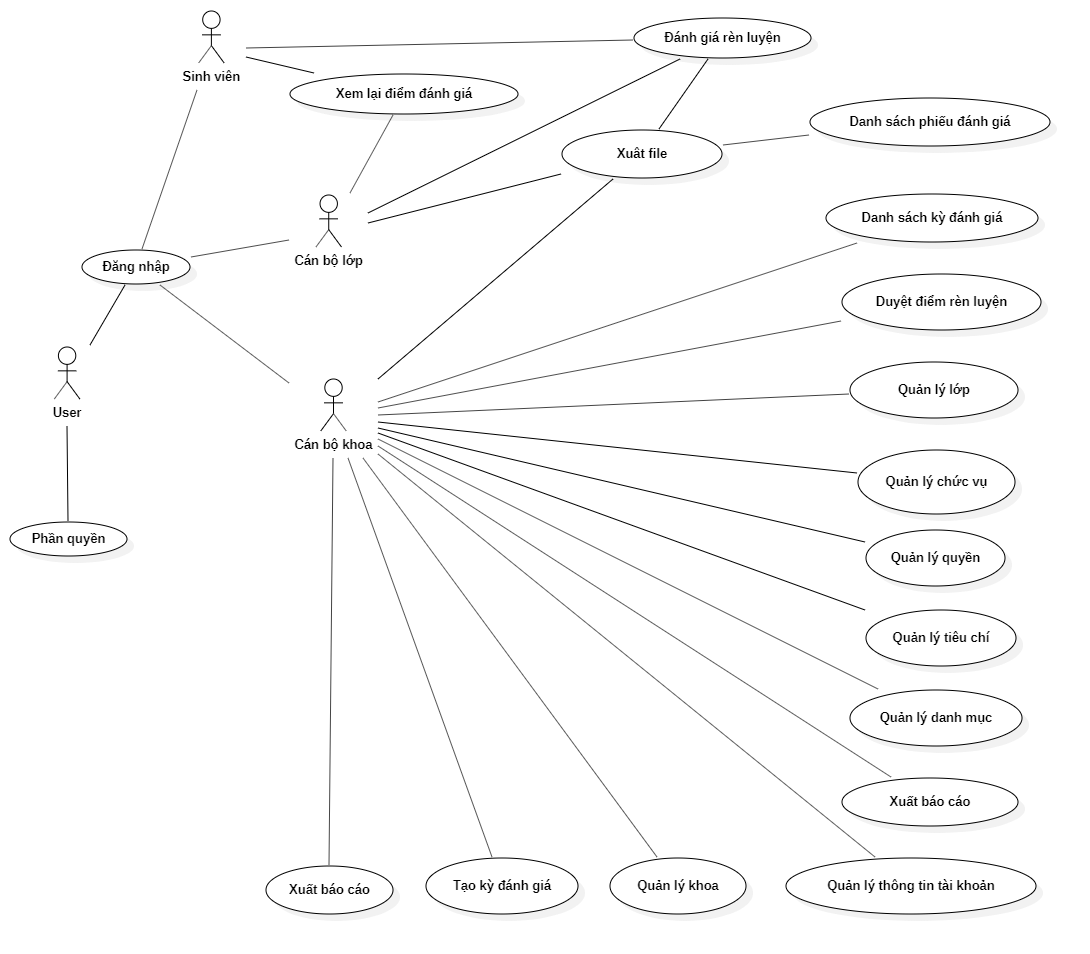 Sinh viên
Đánh giá rèn luyện
Xem lại điểm đánh giá
Danh sách phiếu đánh giá
Xuât file
Danh sách kỳ đánh giá
Cán bộ lớp
Đăng nhập
Duyệt điểm rèn luyện
Quản lý lớp
User
Cán bộ khoa
Quản lý chức vụ
Phần quyền
Quản lý quyền
Quản lý tiêu chí
Quản lý danh mục
Xuất báo cáo
Xuất báo cáo
Tạo kỳ đánh giá
Quản lý khoa
Quản lý thông tin tài khoản